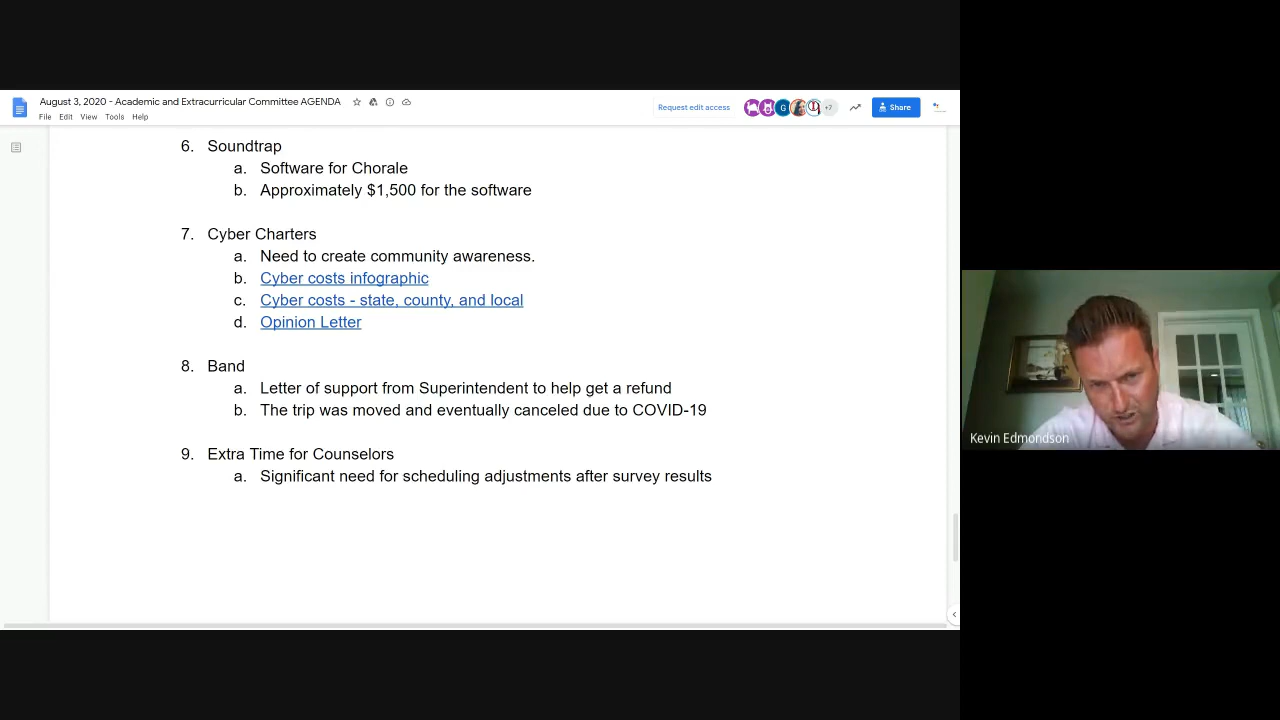 August 3, 2020 - Academic and Extracurricular Committee AGENDA
File Edit View Tools Help
Request edit access
G
+7
Share
6. Soundtrap
a. Software for Chorale
b. Approximately $1,500 for the software
7. Cyber Charters
a. Need to create community awareness.
b. Cyber costs infographic
c. Cyber costs - state, county, and local
d. Opinion Letter
8. Band
a. Letter of support from Superintendent to help get a refund
b. The trip was moved and eventually canceled due to COVID-19
9. Extra Time for Counselors
a. Significant need for scheduling adjustments after survey results
Kevin Edmondson